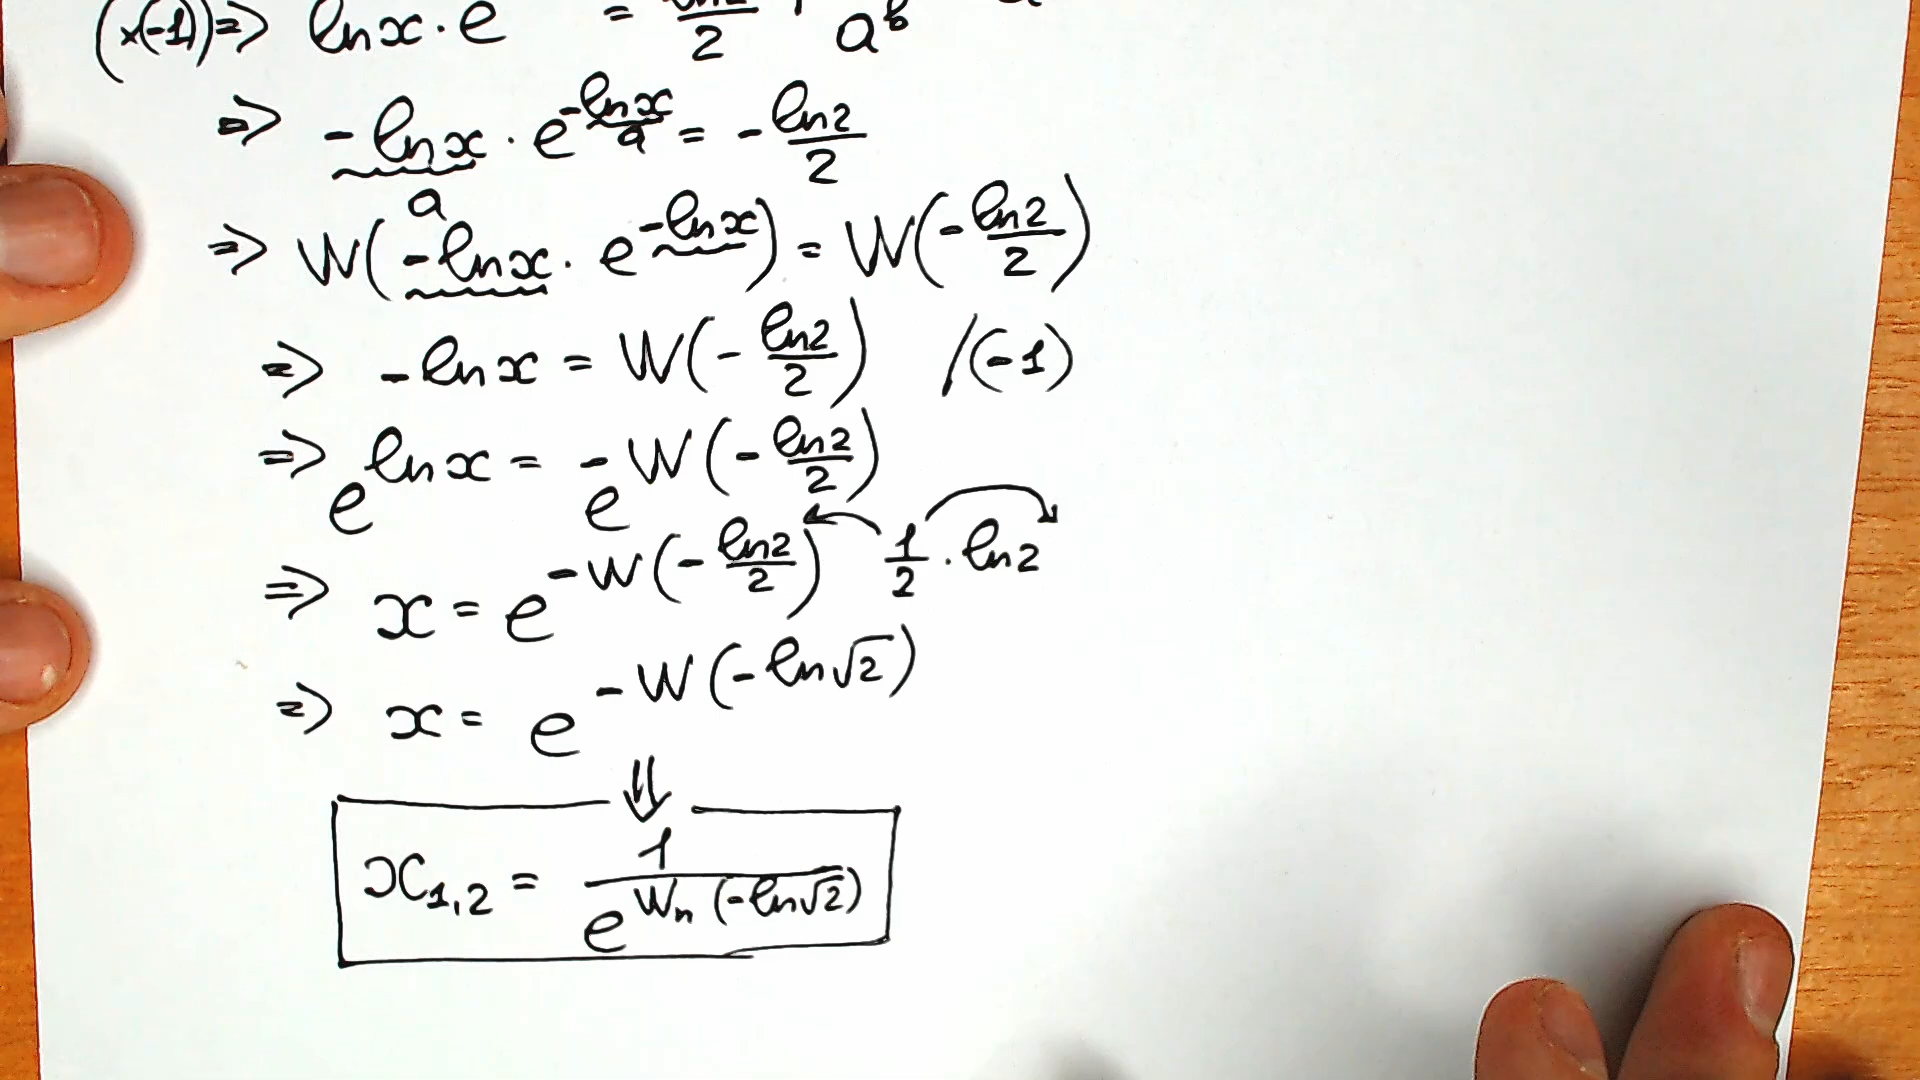 (x(-1)) => ln x · e = ln2/2 a^b
=> -ln x · e^(-ln x) = -ln2/2
a a
=> W(-ln x · e^(-ln x)) = W(-ln2/2)
=> -ln x = W(-ln2/2) /(-1)
=> e^(ln x) = e^(-W(-ln2/2))
=> x = e^(-W(-ln2/2)) 1/2 · ln2
=> x = e^(-W(-ln√2))
⇓
x₁,₂ = 1/e^(Wₙ(-ln√2))